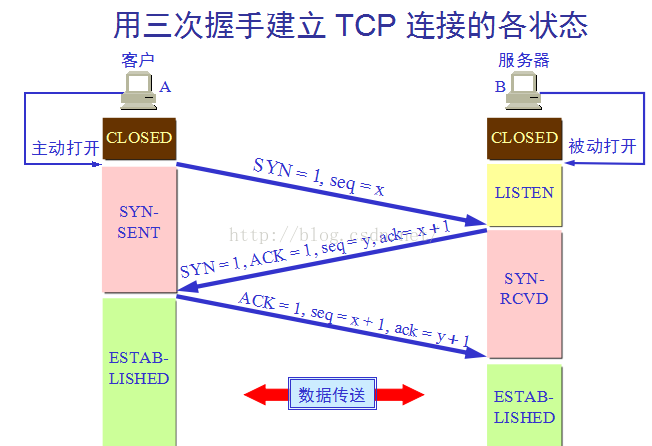 用三次握手建立 TCP 连接的各状态
客户
服务器
A
B
CLOSED
CLOSED
主动打开
被动打开
SYN = 1, seq = x
LISTEN
SYN-
SENT
http://blog.csdn.net/
SYN = 1, ACK = 1, seq = y, ack= x + 1
SYN-
RCVD
ACK = 1, seq = x + 1, ack = y + 1
ESTAB-
LISHED
数据传送
ESTAB-
LISHED